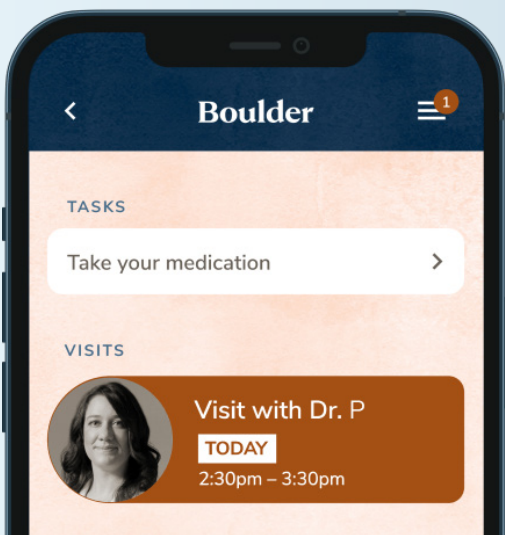 Boulder
1
TASKS
Take your medication
VISITS
Visit with Dr. P
TODAY
2:30pm – 3:30pm